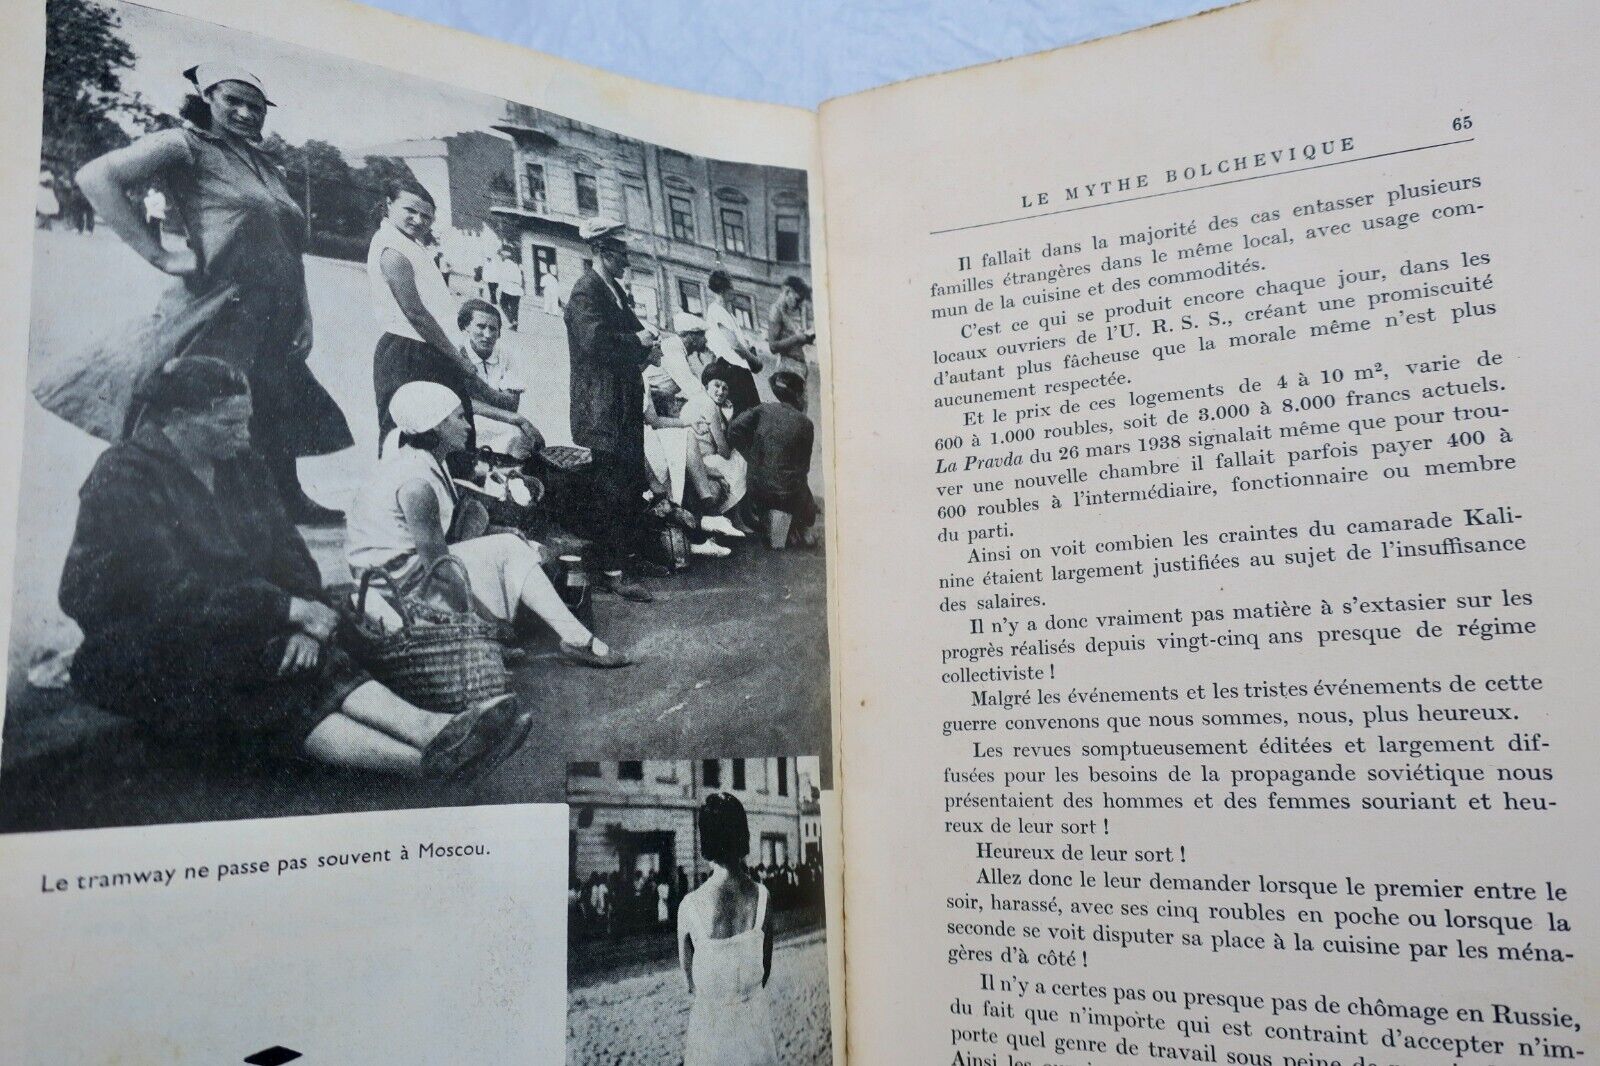 Le tramway ne passe pas souvent à Moscou.
LE MYTHE BOLCHEVIQUE 65
Il fallait dans la majorité des cas entasser plusieurs
familles étrangères dans le même local, avec usage com-
mun de la cuisine et des commodités.
C'est ce qui se produit encore chaque jour, dans les
locaux ouvriers de l'U. R. S. S., créant une promiscuité
d'autant plus fâcheuse que la morale même n'est plus
aucunement respectée.
Et le prix de ces logements de 4 à 10 m², varie de
600 à 1.000 roubles, soit de 3.000 à 8.000 francs actuels.
La Pravda du 26 mars 1938 signalait même que pour trou-
ver une nouvelle chambre il fallait parfois payer 400 à
600 roubles à l'intermédiaire, fonctionnaire ou membre
du parti.
Ainsi on voit combien les craintes du camarade Kali-
nine étaient largement justifiées au sujet de l'insuffisance
des salaires.
Il n'y a donc vraiment pas matière à s'extasier sur les
progrès réalisés depuis vingt-cinq ans presque de régime
collectiviste !
Malgré les événements et les tristes événements de cette
guerre convenons que nous sommes, nous, plus heureux.
Les revues somptueusement éditées et largement dif-
fusées pour les besoins de la propagande soviétique nous
présentaient des hommes et des femmes souriant et heu-
reux de leur sort !
Heureux de leur sort !
Allez donc le leur demander lorsque le premier entre le
soir, harassé, avec ses cinq roubles en poche ou lorsque la
seconde se voit disputer sa place à la cuisine par les ména-
gères d'à côté !
Il n'y a certes pas ou presque pas de chômage en Russie,
du fait que n'importe qui est contraint d'accepter n'im-
porte quel genre de travail sous peine de
Ainsi les